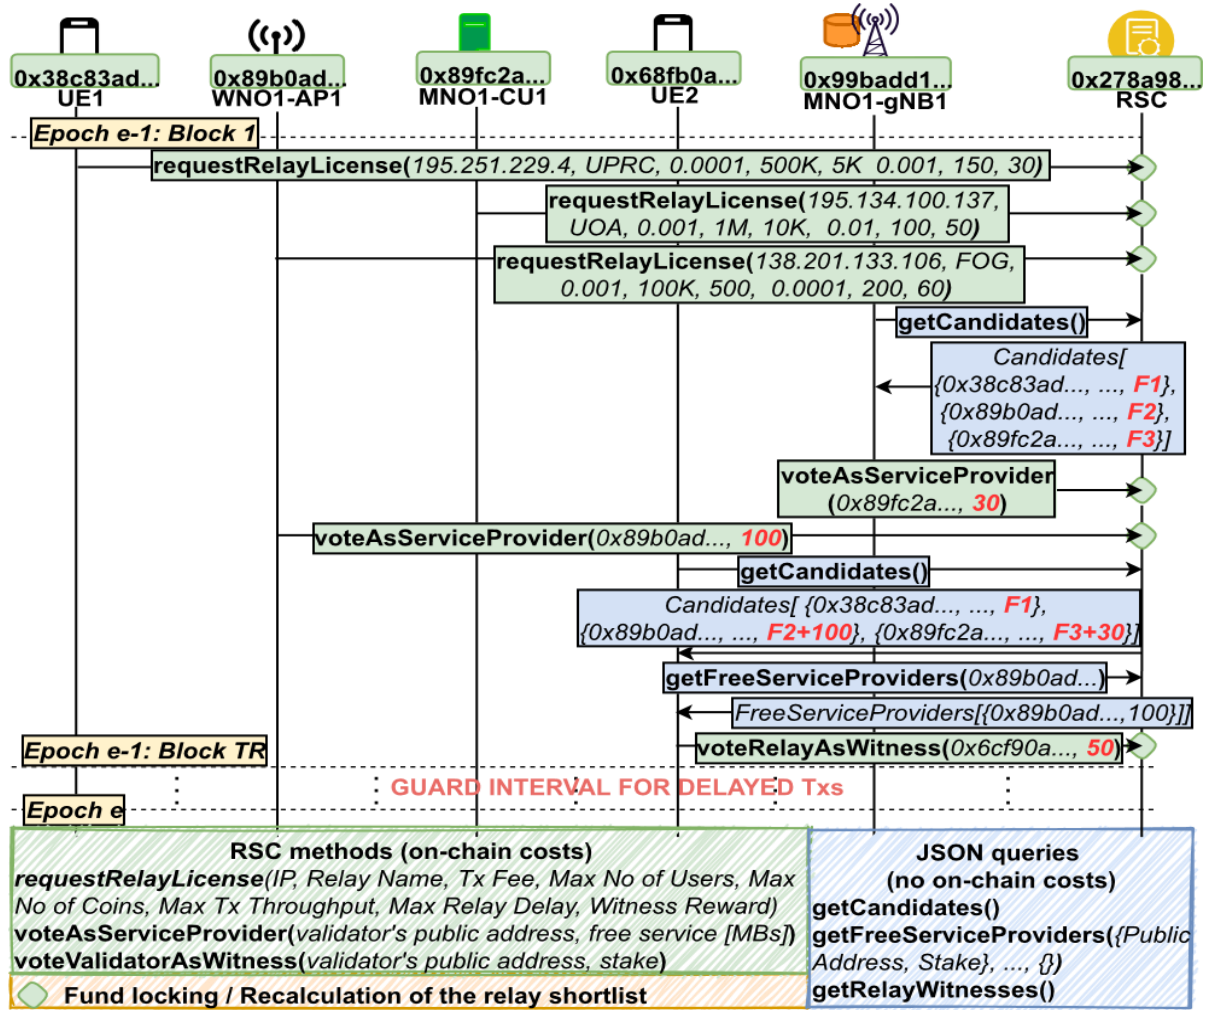 0x38c83ad...
0x89b0ad...
0x89fc2a...
0x68fb0a...
0x99badd1...
0x278a98...
UE1
WNO1-AP1
MNO1-CU1
UE2
MNO1-gNB1
RSC
Epoch e-1: Block 1
requestRelayLicense(195.251.229.4, UPRC, 0.0001, 500K, 5K 0.001, 150, 30)
requestRelayLicense(195.134.100.137,
UOA, 0.001, 1M, 10K, 0.01, 100, 50)
requestRelayLicense(138.201.133.106, FOG,
0.001, 100K, 500, 0.0001, 200, 60)
getCandidates()
Candidates[
{0x38c83ad..., ..., F1},
{0x89b0ad..., ..., F2},
{0x89fc2a..., ..., F3}]
voteAsServiceProvider
(0x89fc2a..., 30)
voteAsServiceProvider(0x89b0ad..., 100)
getCandidates()
Candidates[ {0x38c83ad..., ..., F1},
{0x89b0ad..., ..., F2+100}, {0x89fc2a..., ..., F3+30}]
getFreeServiceProviders(0x89b0ad...)
FreeServiceProviders[{0x89b0ad...,100}]]
Epoch e-1: Block TR
voteRelayAsWitness(0x6cf90a..., 50)
GUARD INTERVAL FOR DELAYED Txs
Epoch e
RSC methods (on-chain costs)
requestRelayLicense(IP, Relay Name, Tx Fee, Max No of Users, Max
No of Coins, Max Tx Throughput, Max Relay Delay, Witness Reward)
voteAsServiceProvider(validator's public address, free service [MBs])
voteValidatorAsWitness(validator's public address, stake)
Fund locking / Recalculation of the relay shortlist
JSON queries
(no on-chain costs)
getCandidates()
getFreeServiceProviders({Public
Address, Stake}, ..., {})
getRelayWitnesses()